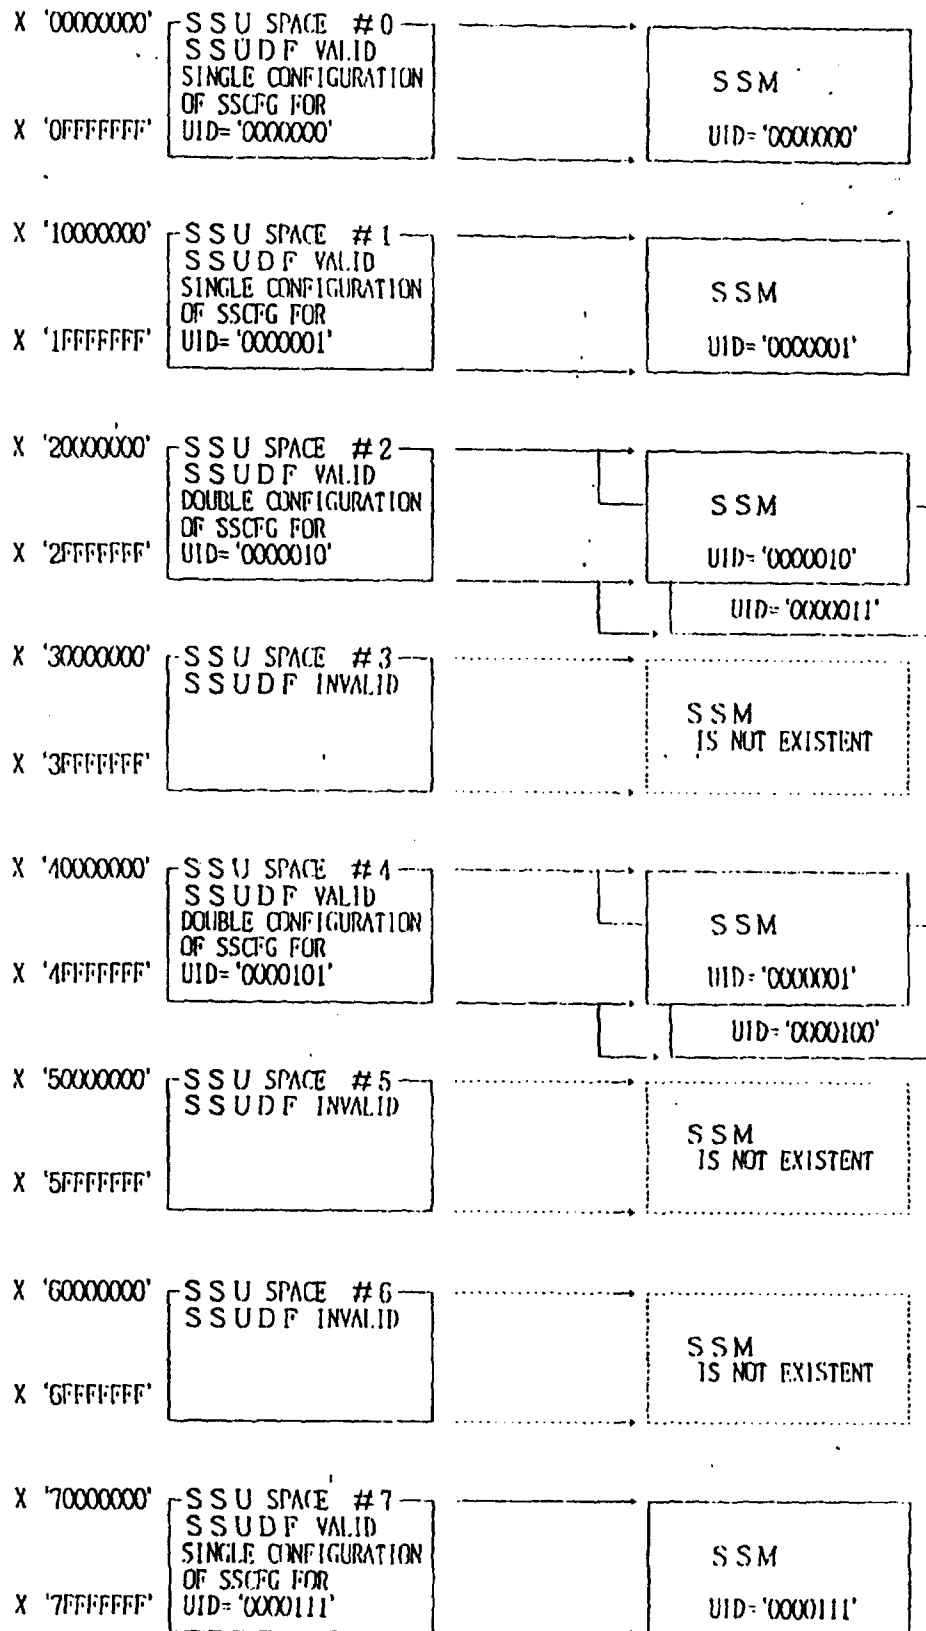 X '00000000' SSU SPACE #0
SSUDF VALID
SINGLE CONFIGURATION
OF SSCFG FOR
X '0FFFFFFF' UID='0000000'
SSM
UID='0000000'
X '10000000' SSU SPACE #1
SSUDF VALID
SINGLE CONFIGURATION
OF SSCFG FOR
X '1FFFFFFF' UID='0000001'
SSM
UID='0000001'
X '20000000' SSU SPACE #2
SSUDF VALID
DOUBLE CONFIGURATION
OF SSCFG FOR
X '2FFFFFFF' UID='0000010'
SSM
UID='0000010'
UID='0000011'
X '30000000' SSU SPACE #3
SSUDF INVALID
X '3FFFFFFF'
SSM
IS NOT EXISTENT
X '40000000' SSU SPACE #4
SSUDF VALID
DOUBLE CONFIGURATION
OF SSCFG FOR
X '4FFFFFFF' UID='0000101'
SSM
UID='0000001'
UID='0000100'
X '50000000' SSU SPACE #5
SSUDF INVALID
X '5FFFFFFF'
SSM
IS NOT EXISTENT
X '60000000' SSU SPACE #6
SSUDF INVALID
X '6FFFFFFF'
SSM
IS NOT EXISTENT
X '70000000' SSU SPACE #7
SSUDF VALID
SINGLE CONFIGURATION
OF SSCFG FOR
X '7FFFFFFF' UID='0000111'
SSM
UID='0000111'